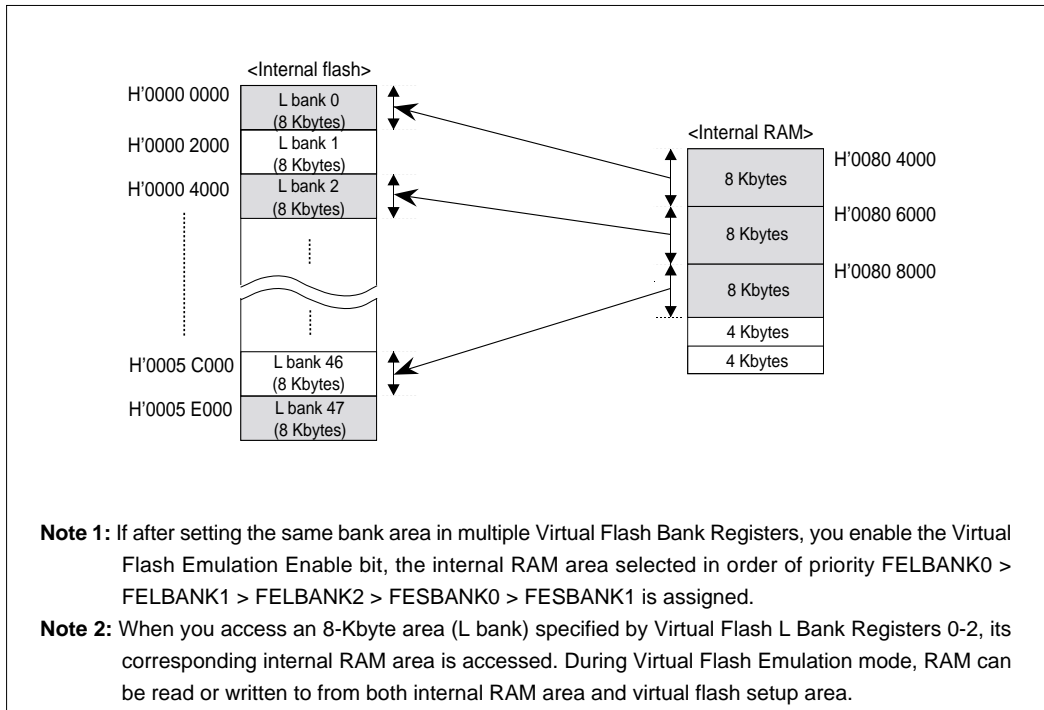 <Internal flash>
H'0000 0000
L bank 0
(8 Kbytes)
H'0000 2000
L bank 1
(8 Kbytes)
H'0000 4000
L bank 2
(8 Kbytes)
H'0005 C000
L bank 46
(8 Kbytes)
H'0005 E000
L bank 47
(8 Kbytes)
<Internal RAM>
8 Kbytes
H'0080 4000
8 Kbytes
H'0080 6000
8 Kbytes
H'0080 8000
4 Kbytes
4 Kbytes
Note 1: If after setting the same bank area in multiple Virtual Flash Bank Registers, you enable the Virtual
Flash Emulation Enable bit, the internal RAM area selected in order of priority FELBANK0 >
FELBANK1 > FELBANK2 > FESBANK0 > FESBANK1 is assigned.
Note 2: When you access an 8-Kbyte area (L bank) specified by Virtual Flash L Bank Registers 0-2, its
corresponding internal RAM area is accessed. During Virtual Flash Emulation mode, RAM can
be read or written to from both internal RAM area and virtual flash setup area.